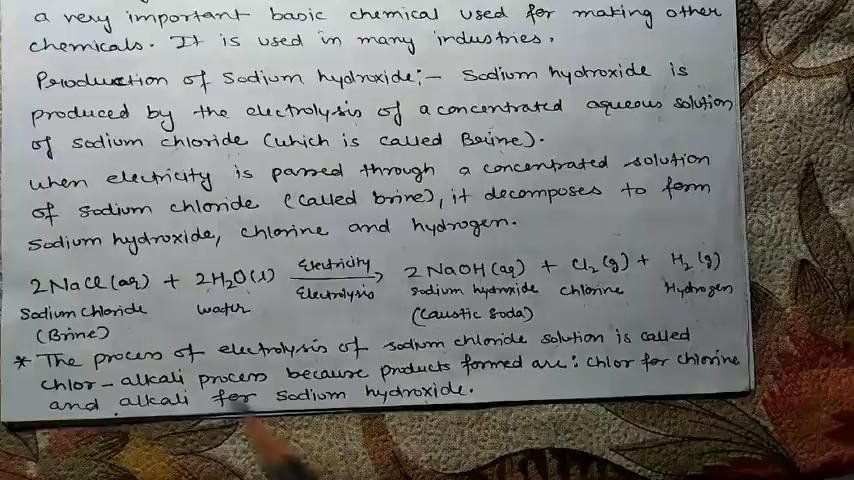 a very important basic chemical used for making other
chemicals. It is used in many industries.
Production of Sodium hydroxide:- Sodium hydroxide is
produced by the electrolysis of a concentrated aqueous solution
of sodium chloride (which is called Brine).
when electricity is passed through a concentrated solution
of sodium chloride (called brine), it decomposes to form
sodium hydroxide, chlorine and hydrogen.
2NaCl(aq) + 2H₂O(l) Electricity/Electrolysis → 2NaOH(aq) + Cl₂(g) + H₂(g)
Sodium chloride water sodium hydroxide chlorine Hydrogen
(Brine) (caustic soda)
* The process of electrolysis of sodium chloride solution is called
chlor-alkali process because products formed are: chlor for chlorine
and alkali for sodium hydroxide.